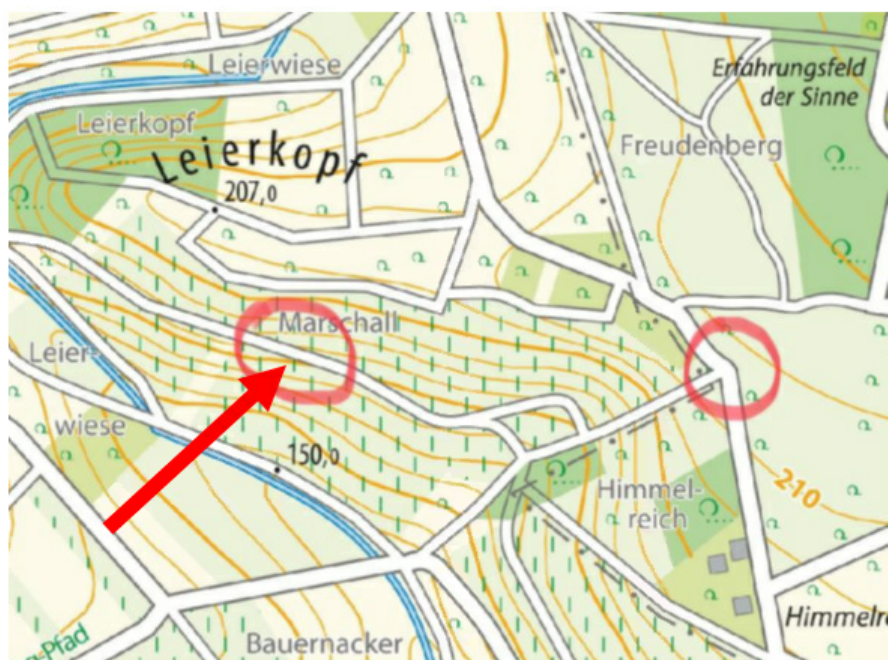 Leierwiese
Erfahrungsfeld
der Sinne
Leierkopf
Leierkopf
Freudenberg
207,0
Marschall
Leier-
wiese
150,0
Himmel-
reich
210
Himmelre
Bauernacker
-Pfad